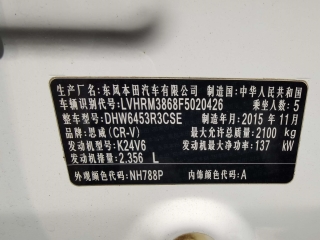 生产厂名:东风本田汽车有限公司 制造国:中华人民共和国
车辆识别代号:LVHRM3868F5020426 乘坐人数:5
整车型号:DHW6453R3CSE 制造年月:2015 年 11 月
品牌:思威(CR-V) 最大允许总质量:2100 kg
发动机型号:K24V6 发动机最大净功率:137 kW
发动机排量:2.356 L
外观颜色代码:NH788P 内饰颜色代码:A